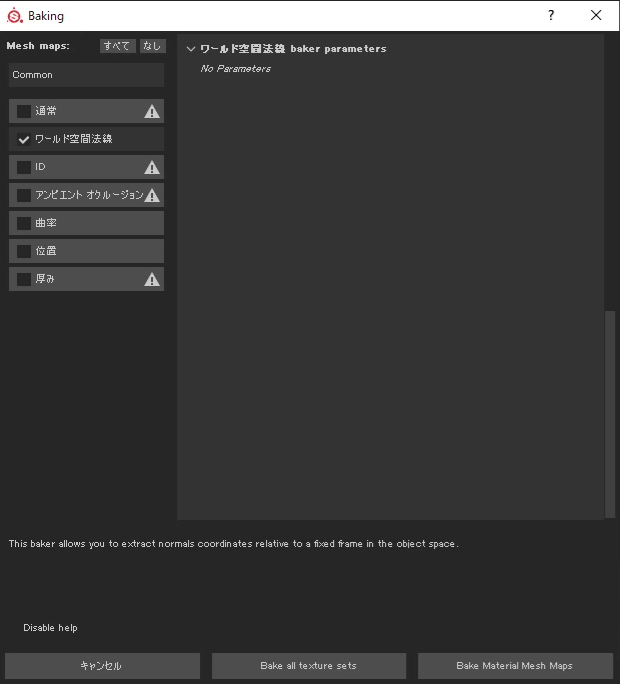 Baking
?
Mesh maps:
すべて
なし
Common
通常
ワールド空間法線
ID
アンビエント オクルージョン
曲率
位置
厚み
ワールド空間法線 baker parameters
No Parameters
This baker allows you to extract normals coordinates relative to a fixed frame in the object space.
Disable help
キャンセル
Bake all texture sets
Bake Material Mesh Maps